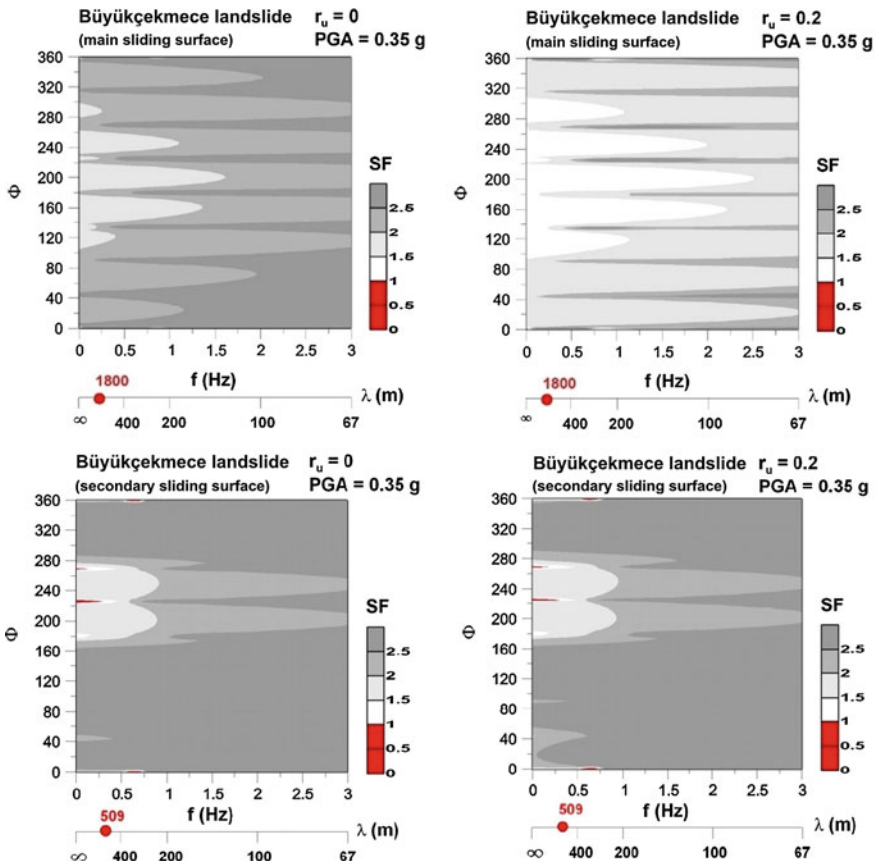 Büyükçekmece landslide r_u = 0
(main sliding surface) PGA = 0.35 g
360
320
280
240
200
160
120
80
40
0
Φ
0 0.5 1 1.5 2 2.5 3
f (Hz)
SF
2.5
2
1.5
1
0.5
0
1800
λ (m)
∞ 400 200 100 67
Büyükçekmece landslide r_u = 0.2
(main sliding surface) PGA = 0.35 g
360
320
280
240
200
160
120
80
40
0
Φ
0 0.5 1 1.5 2 2.5 3
f (Hz)
SF
2.5
2
1.5
1
0.5
0
1800
λ (m)
∞ 400 200 100 67
Büyükçekmece landslide r_u = 0
(secondary sliding surface) PGA = 0.35 g
360
320
280
240
200
160
120
80
40
0
Φ
0 0.5 1 1.5 2 2.5 3
f (Hz)
SF
2.5
2
1.5
1
0.5
0
509
λ (m)
∞ 400 200 100 67
Büyükçekmece landslide r_u = 0.2
(secondary sliding surface) PGA = 0.35 g
360
320
280
240
200
160
120
80
40
0
Φ
0 0.5 1 1.5 2 2.5 3
f (Hz)
SF
2.5
2
1.5
1
0.5
0
509
λ (m)
∞ 400 200 100 67